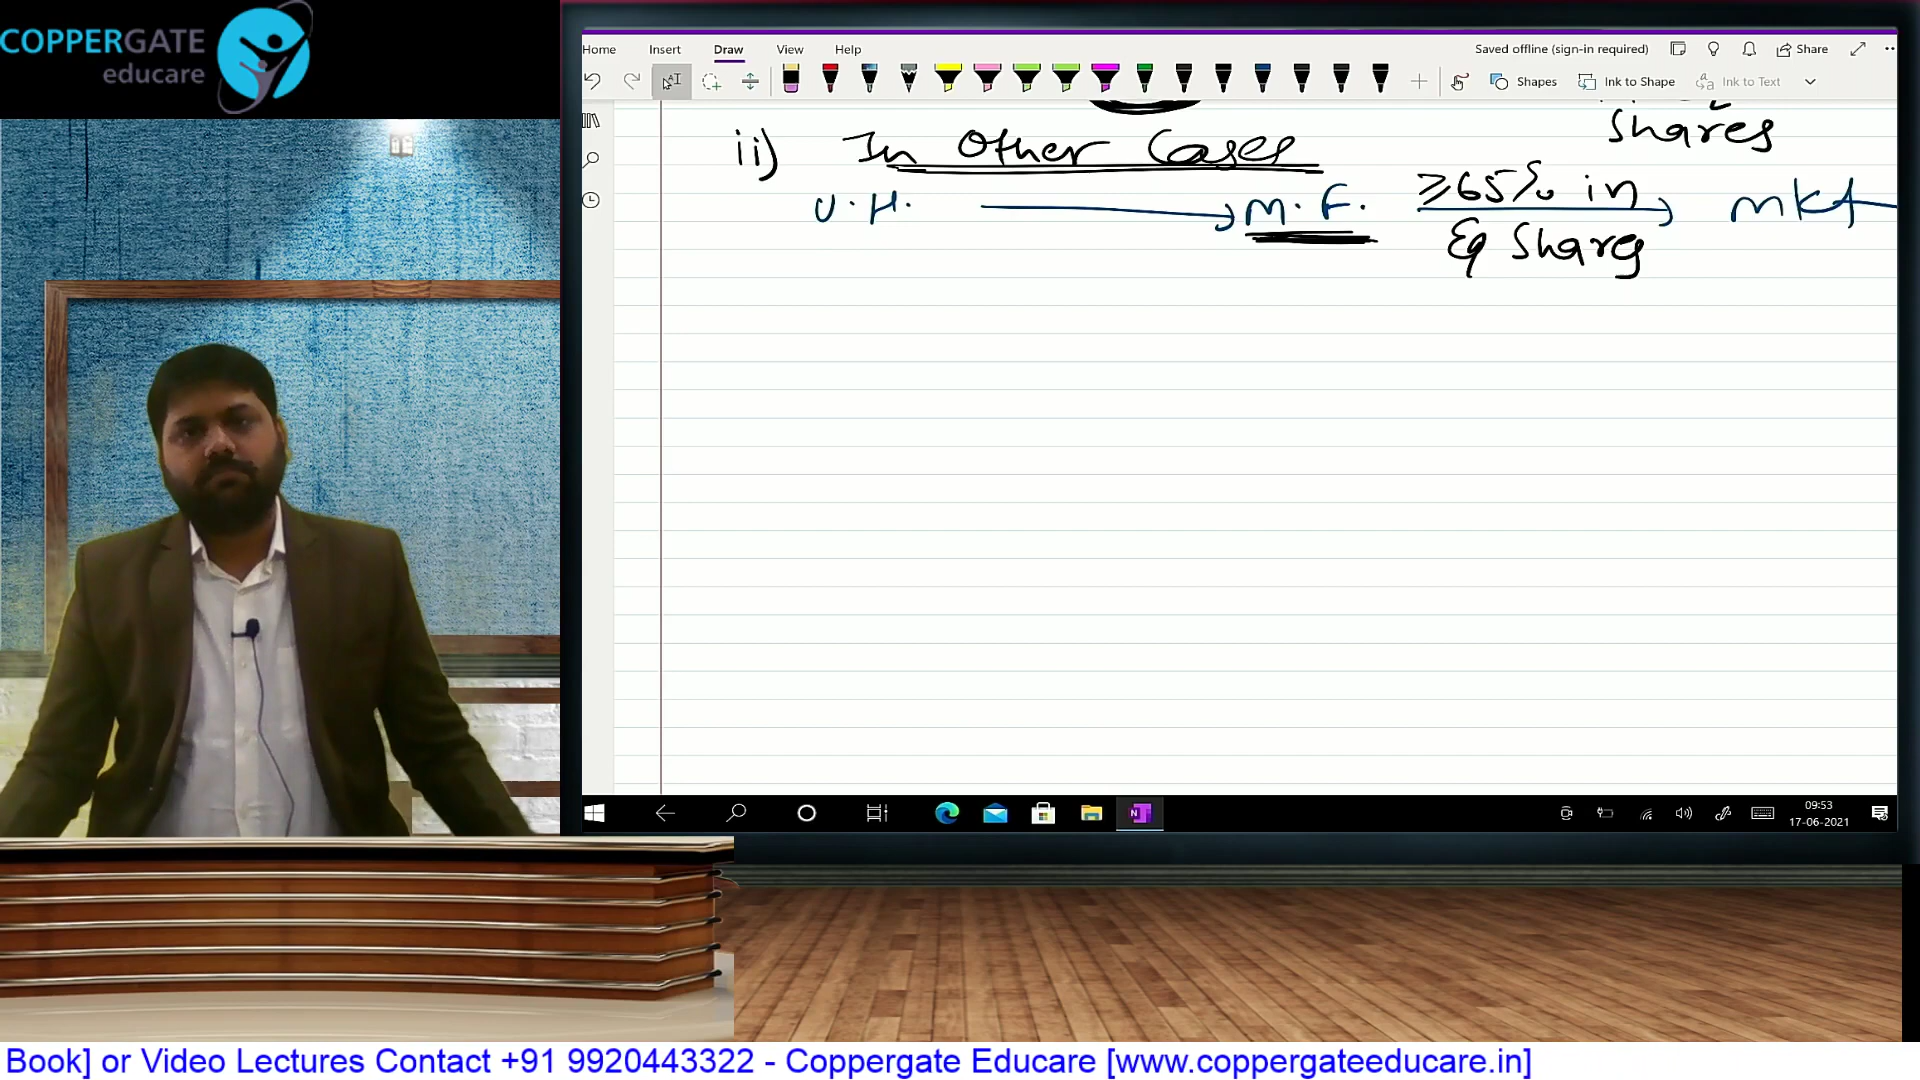 COPPERGATE
educare
Home Insert Draw View Help
Saved offline (sign-in required) Share
Shapes Ink to Shape Ink to Text
Shares
ii) In Other Cases
U.H. M.F. ≥65% in mkt
Eq Shares
09:53
17-06-2021
Book] or Video Lectures Contact +91 9920443322 - Coppergate Educare [www.coppergateeducare.in]